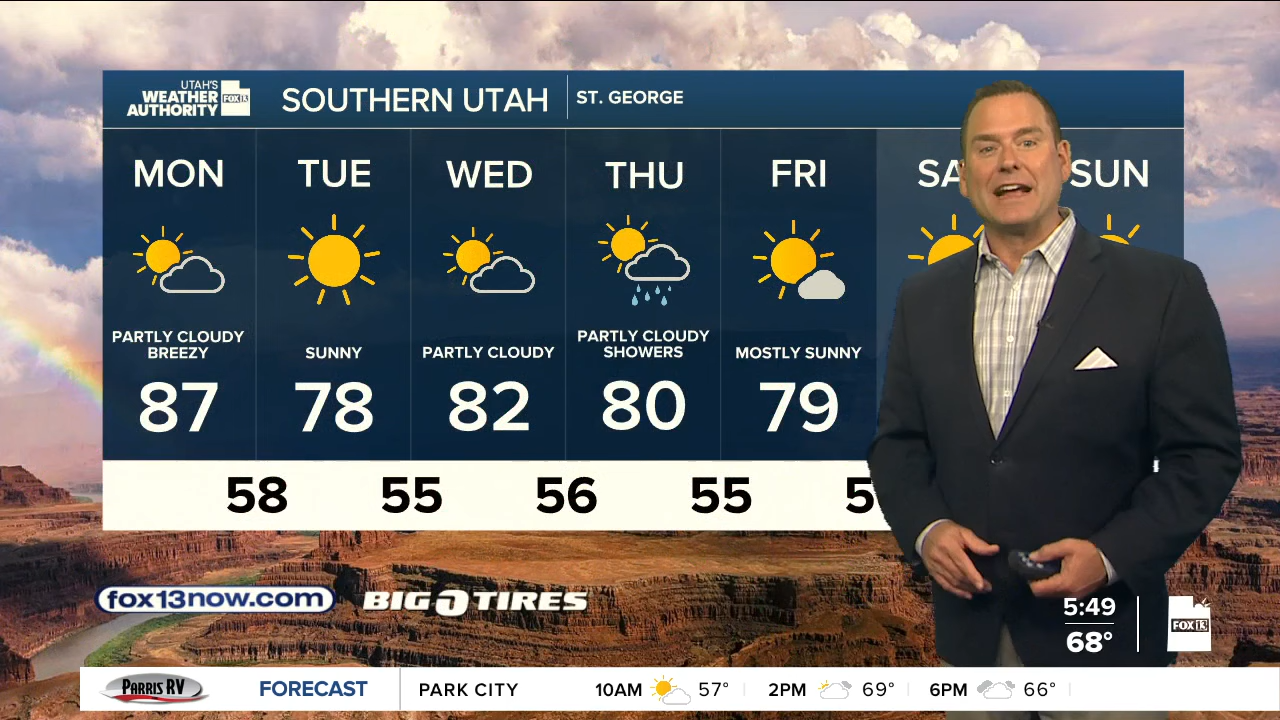 UTAH'S
WEATHER
AUTHORITY
FOX 13
SOUTHERN UTAH
ST. GEORGE
MON
TUE
WED
THU
FRI
SUN
PARTLY CLOUDY
BREEZY
SUNNY
PARTLY CLOUDY
PARTLY CLOUDY
SHOWERS
MOSTLY SUNNY
87
78
82
80
79
58
55
56
55
fox13now.com
BIG O TIRES
5:49
68°
FOX 13
PARRIS RV
FORECAST
PARK CITY
10AM
57°
2PM
69°
6PM
66°